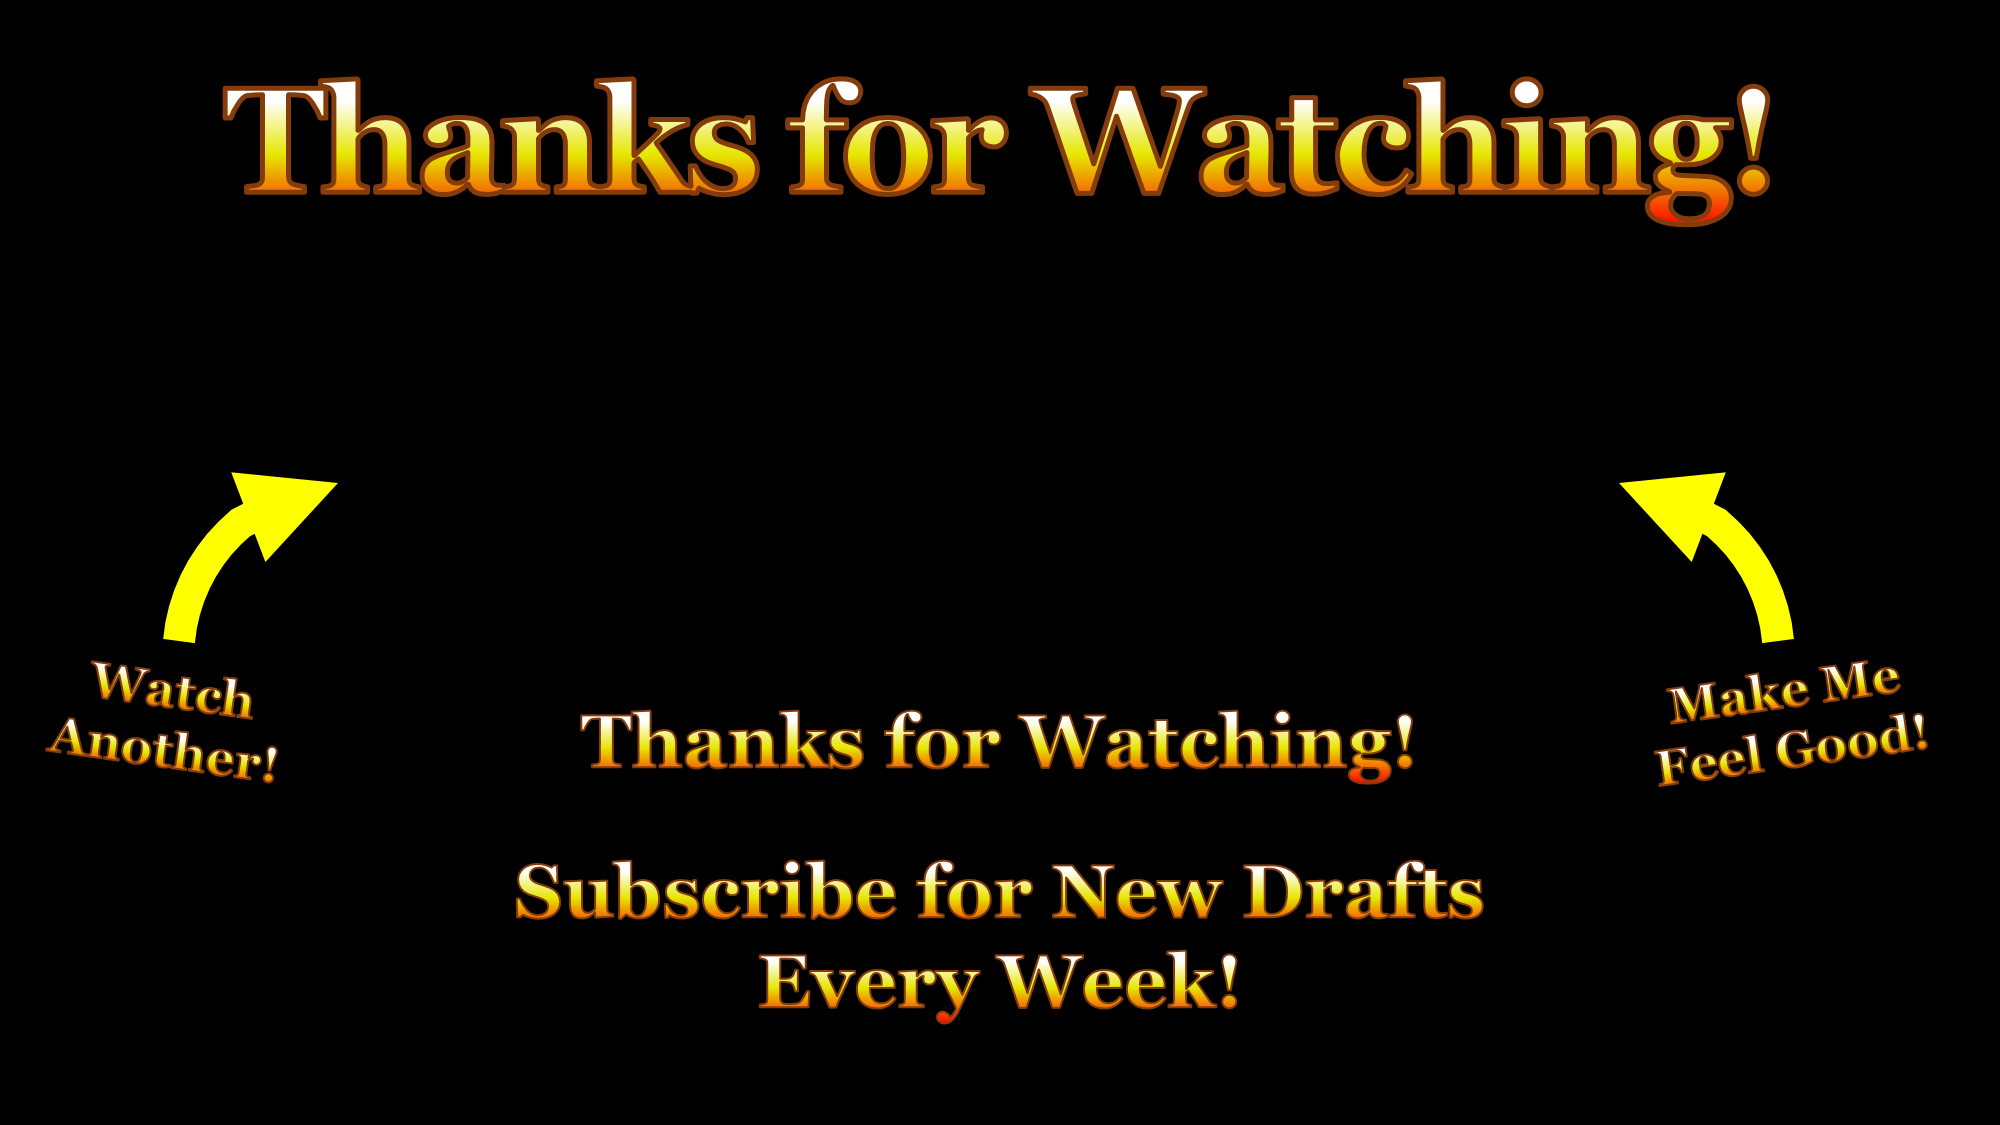 Thanks for Watching!
Watch
Another!
Make Me
Feel Good!
Thanks for Watching!
Subscribe for New Drafts
Every Week!